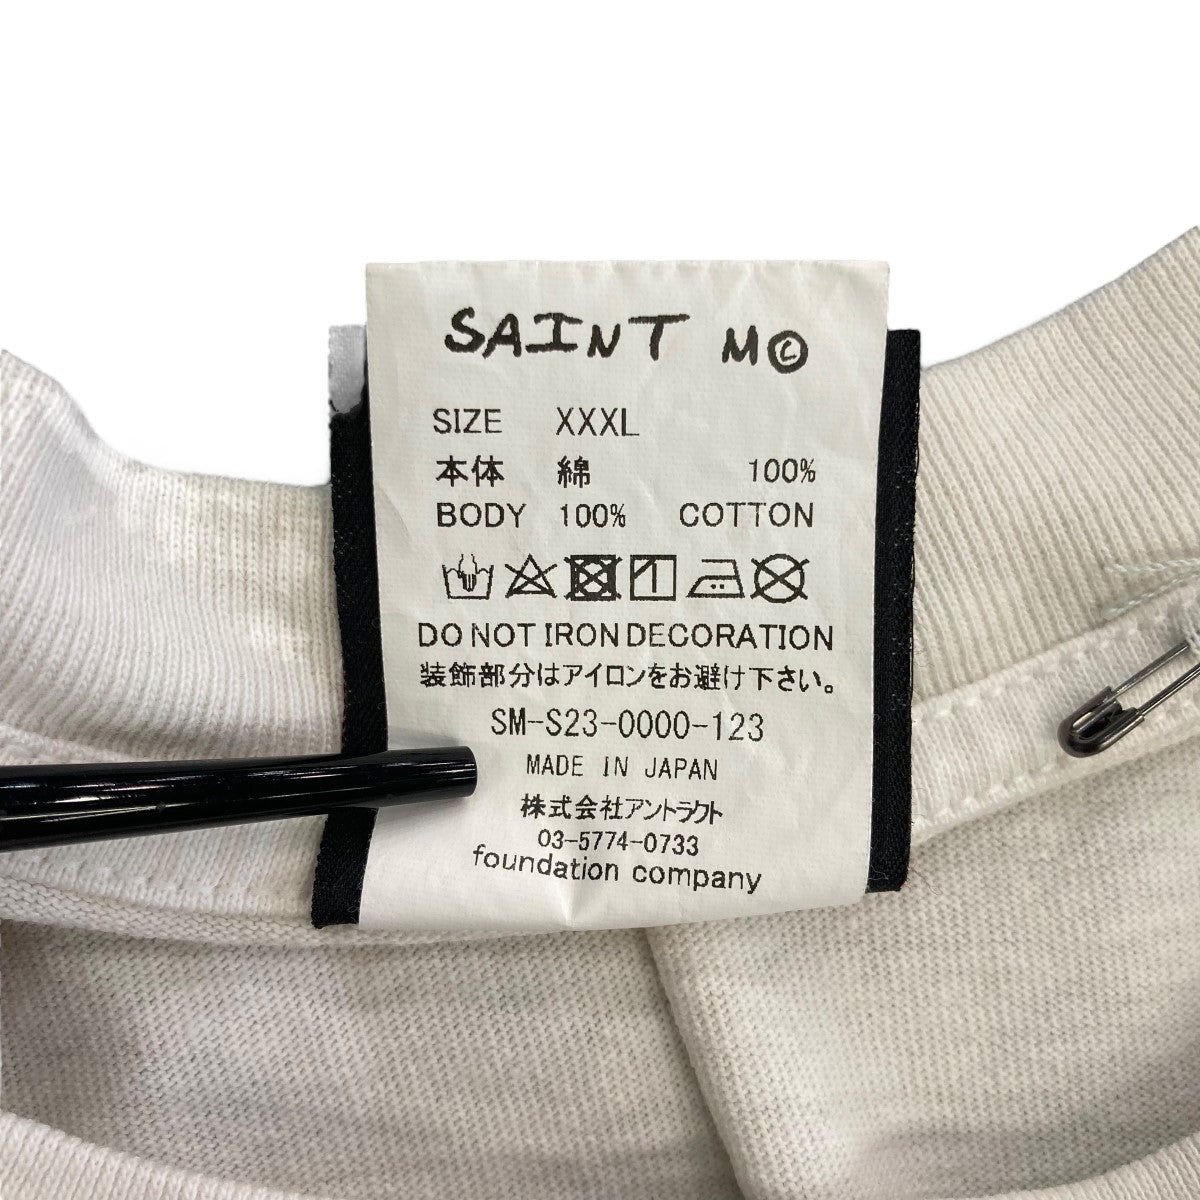 SAINT M©
SIZE XXXL
本体 綿 100%
BODY 100% COTTON
DO NOT IRON DECORATION
装飾部分はアイロンをお避け下さい。
SM-S23-0000-123
MADE IN JAPAN
株式会社アントラクト
03-5774-0733
foundation company